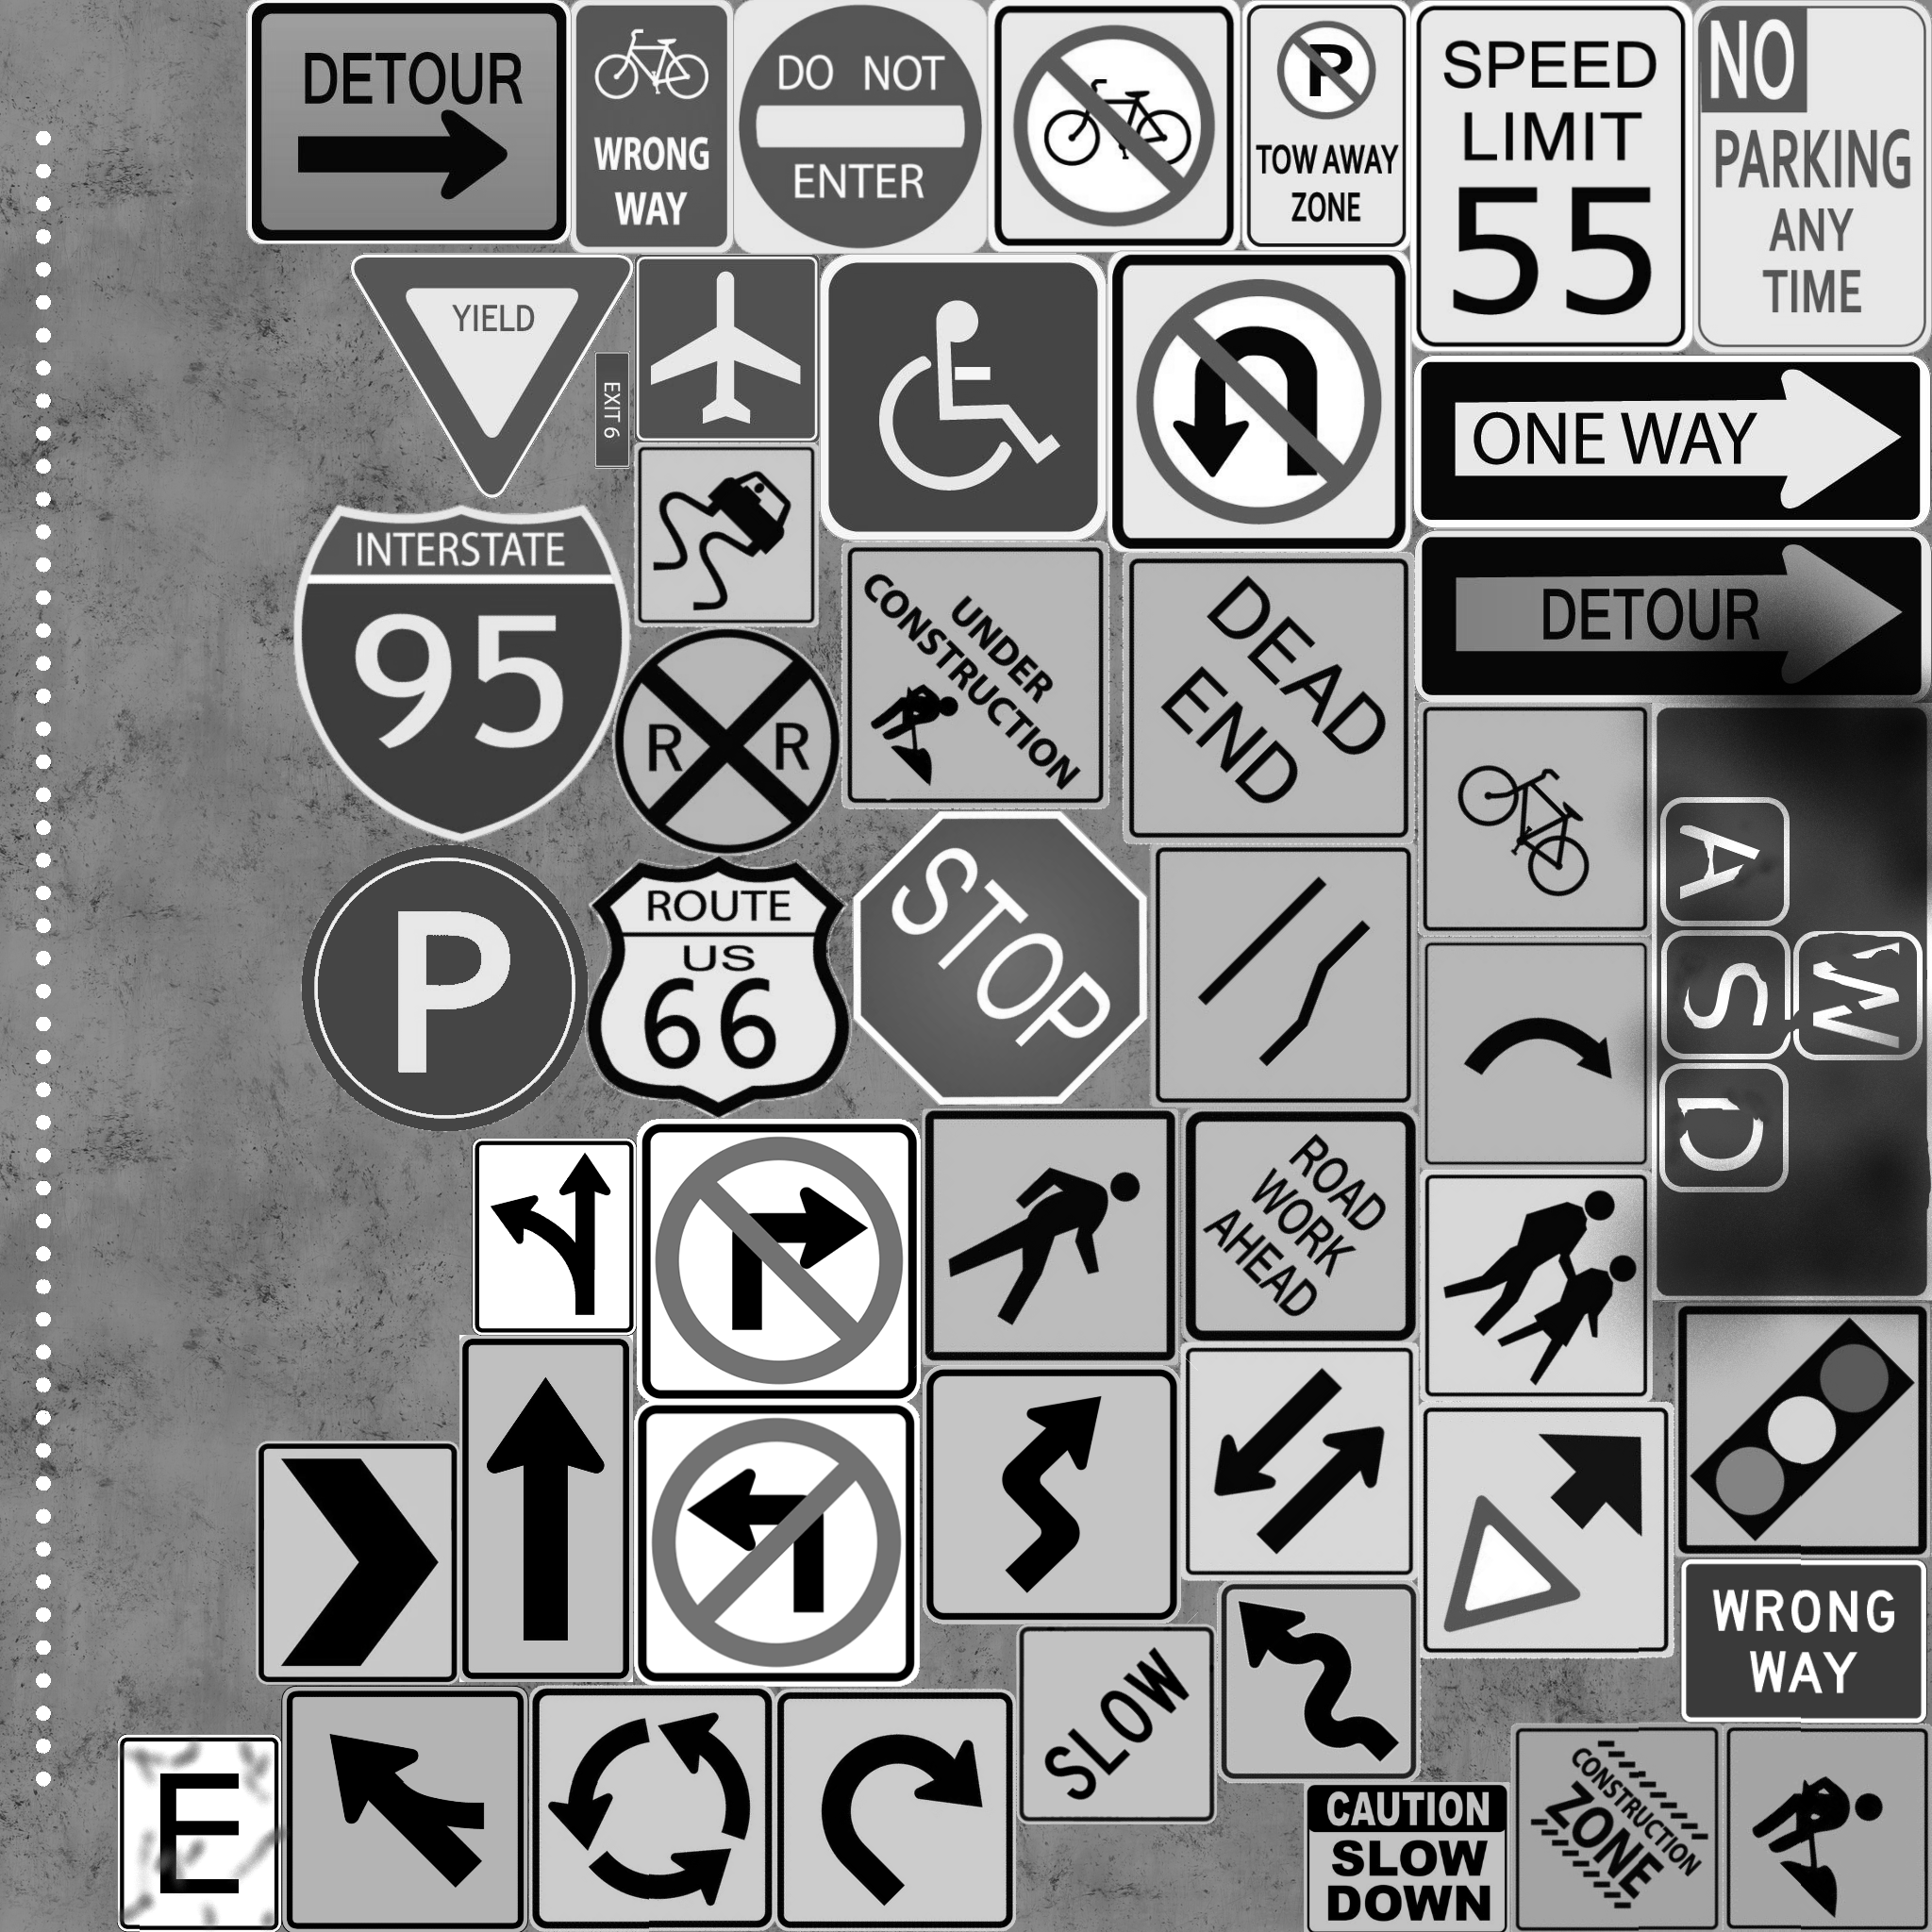 DETOUR
WRONG
WAY
DO NOT
ENTER
P
TOW AWAY
ZONE
SPEED
LIMIT
55
NO
PARKING
ANY
TIME
YIELD
EXIT 6
ONE WAY
INTERSTATE
95
UNDER
CONSTRUCTION
DEAD
END
DETOUR
R R
A
S
W
D
P
ROUTE
US
66
STOP
ROAD
WORK
AHEAD
WRONG
WAY
SLOW
E
CAUTION
SLOW
DOWN
CONSTRUCTION
ZONE